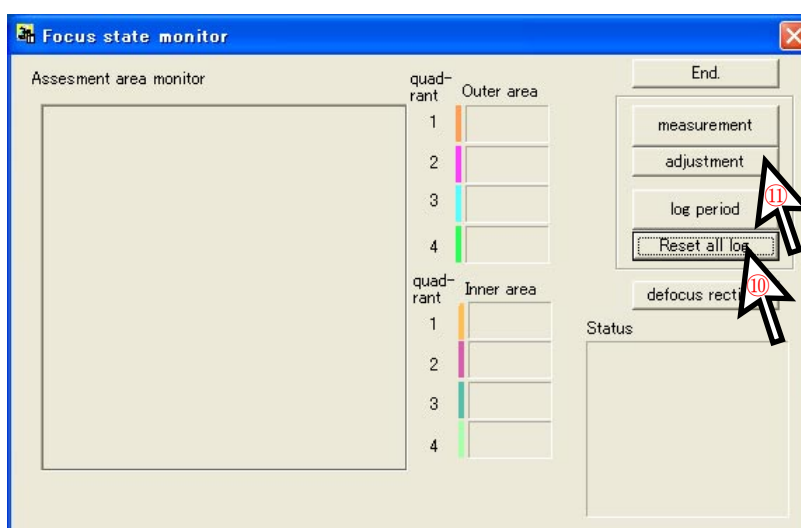 Focus state monitor
Assesment area monitor
quad-
rant
Outer area
1
2
3
4
quad-
rant
Inner area
1
2
3
4
End.
measurement
adjustment
⑪
log period
Reset all log
⑩
defocus recti
Status